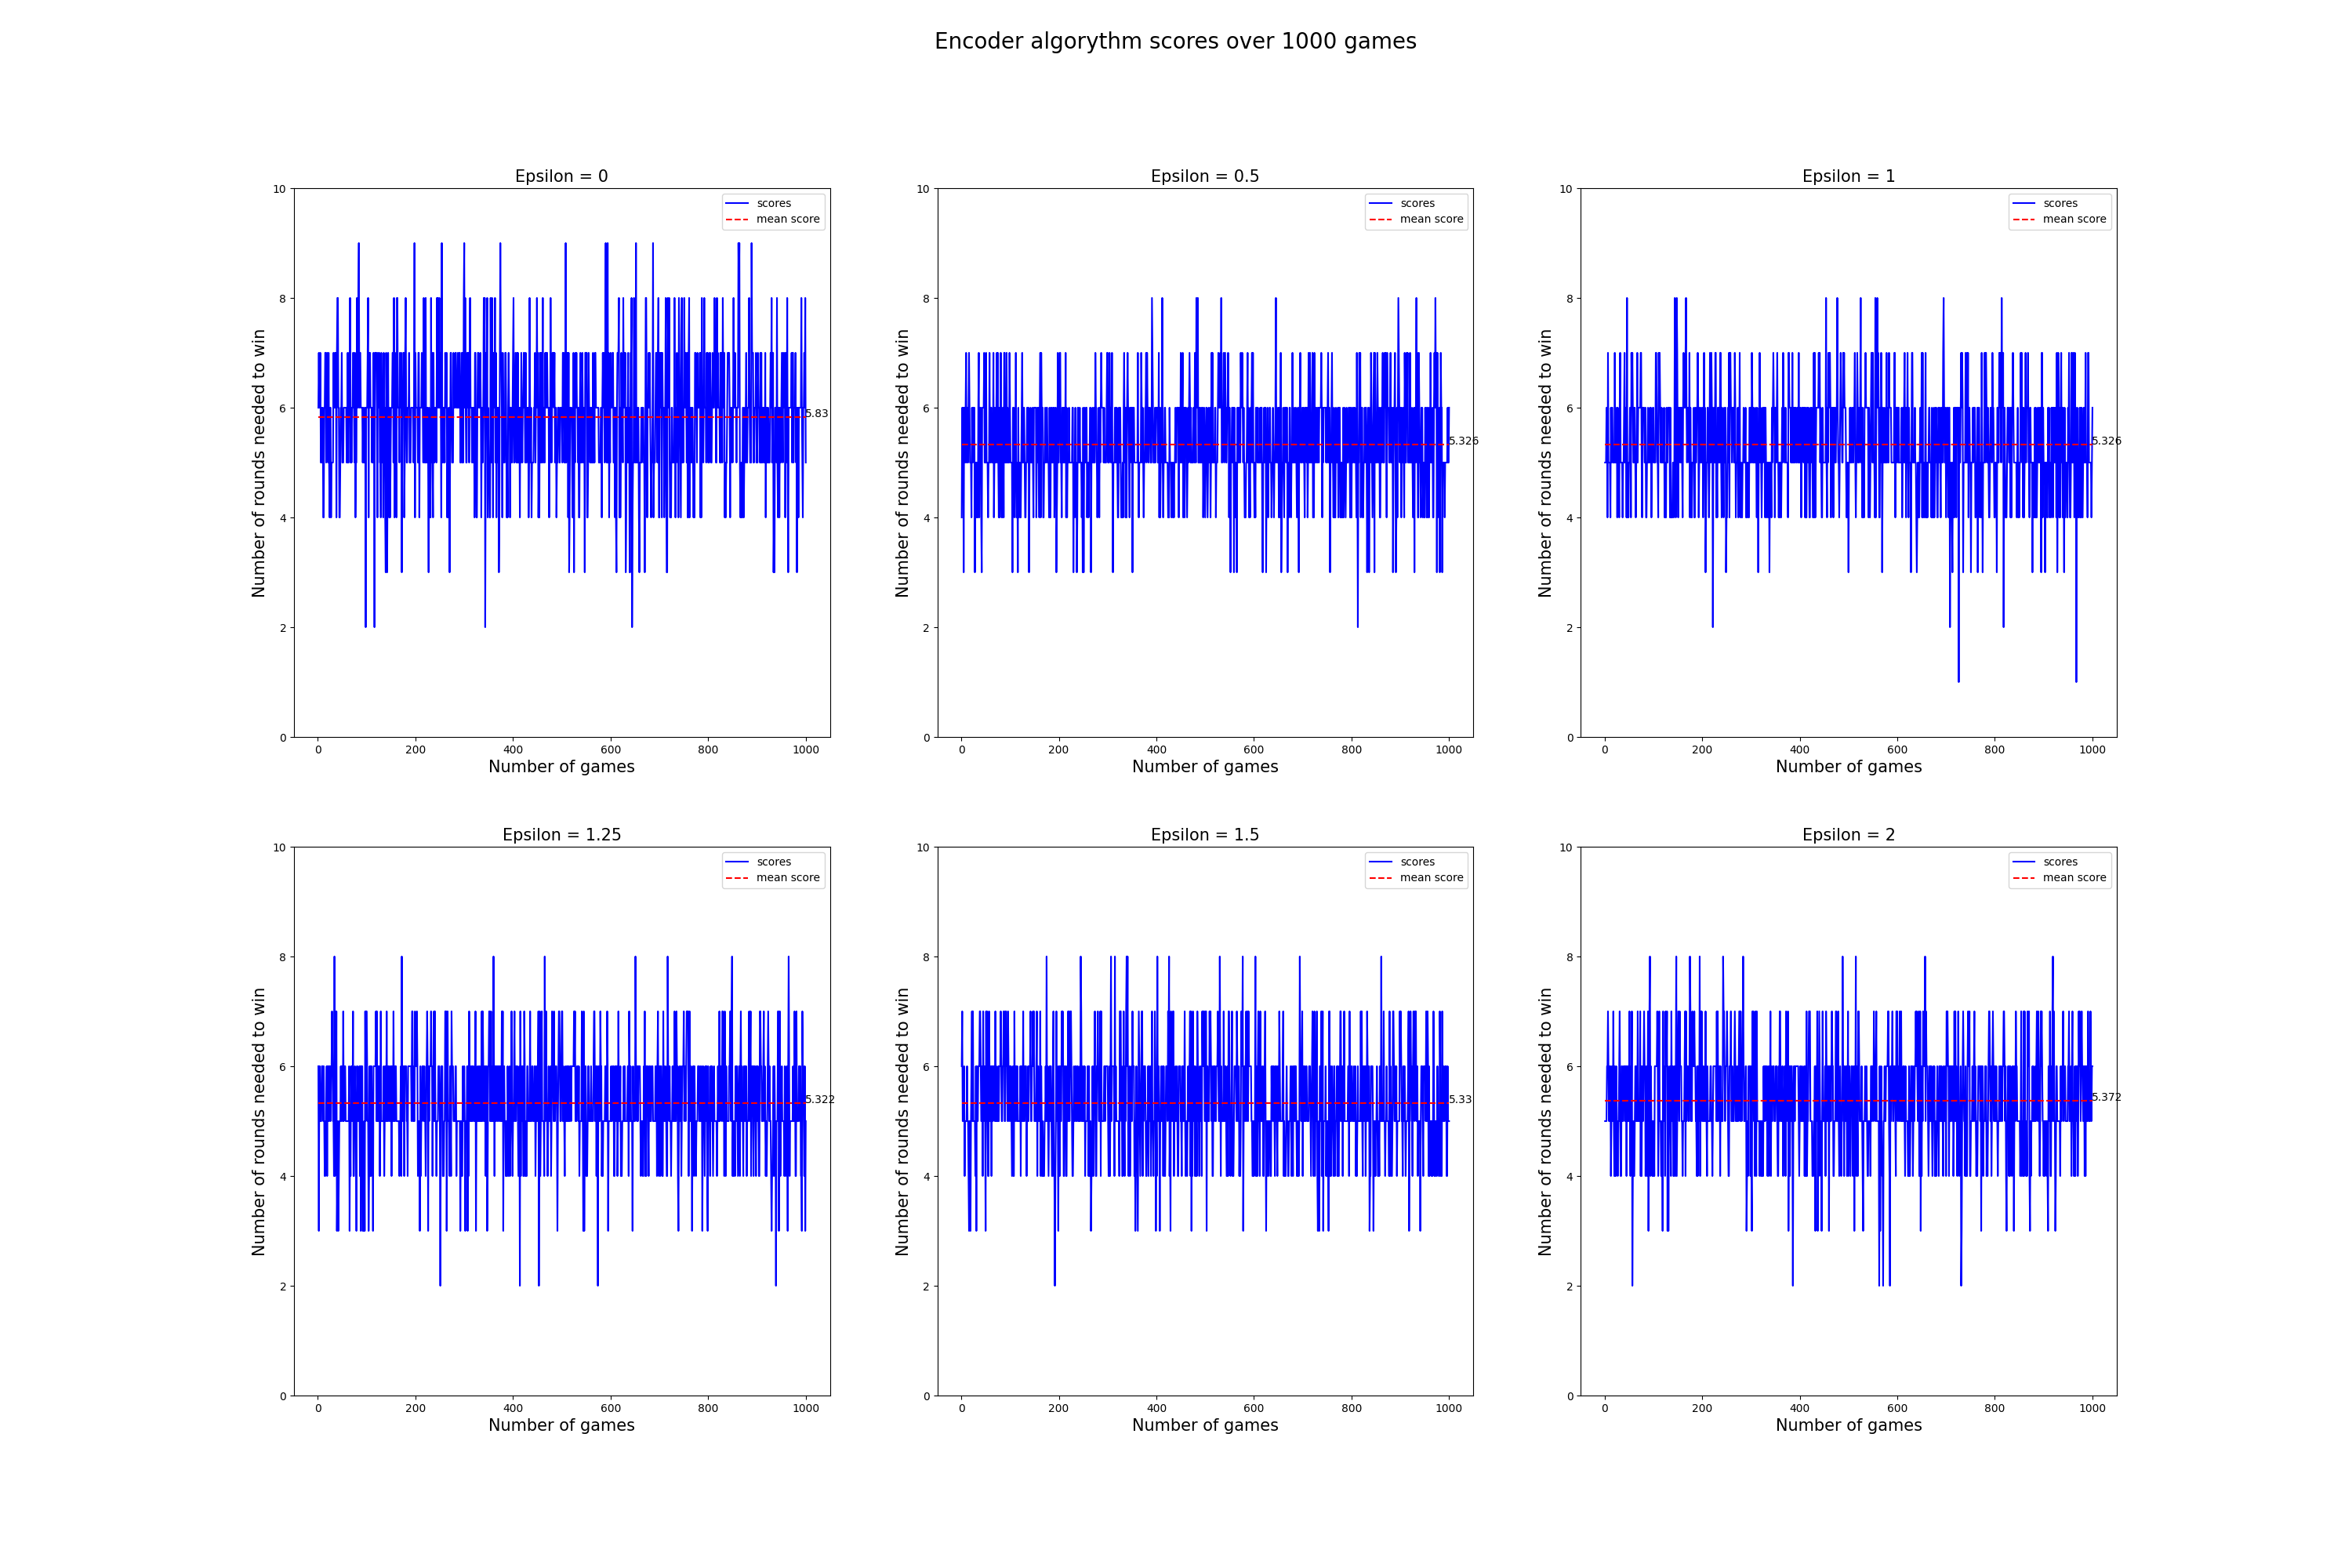 Encoder algorythm scores over 1000 games
Epsilon = 0
Number of rounds needed to win
10
8
6
4
2
0
scores
mean score
5.83
0 200 400 600 800 1000
Number of games
Epsilon = 0.5
Number of rounds needed to win
10
8
6
4
2
0
scores
mean score
5.326
0 200 400 600 800 1000
Number of games
Epsilon = 1
Number of rounds needed to win
10
8
6
4
2
0
scores
mean score
5.326
0 200 400 600 800 1000
Number of games
Epsilon = 1.25
Number of rounds needed to win
10
8
6
4
2
0
scores
mean score
5.322
0 200 400 600 800 1000
Number of games
Epsilon = 1.5
Number of rounds needed to win
10
8
6
4
2
0
scores
mean score
5.33
0 200 400 600 800 1000
Number of games
Epsilon = 2
Number of rounds needed to win
10
8
6
4
2
0
scores
mean score
5.372
0 200 400 600 800 1000
Number of games